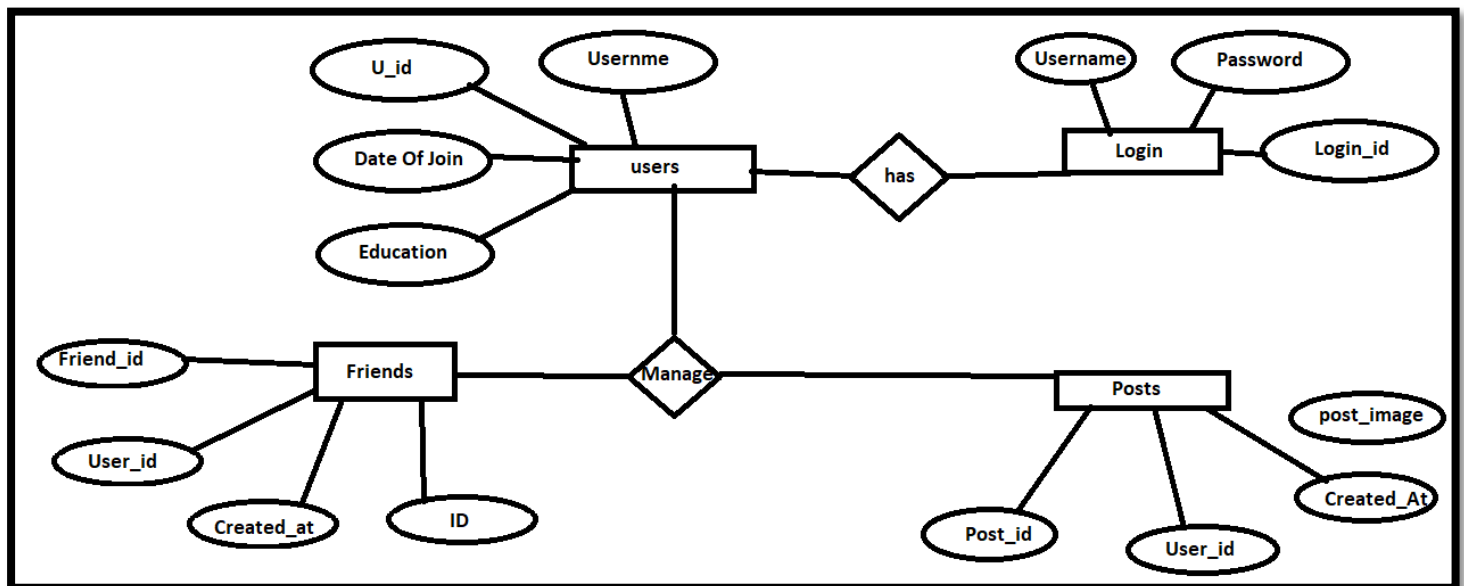 U_id
Usernme
Username
Password
Date Of Join
users
has
Login
Login_id
Education
Friend_id
Friends
Manage
Posts
post_image
User_id
Created_at
ID
Post_id
User_id
Created_At